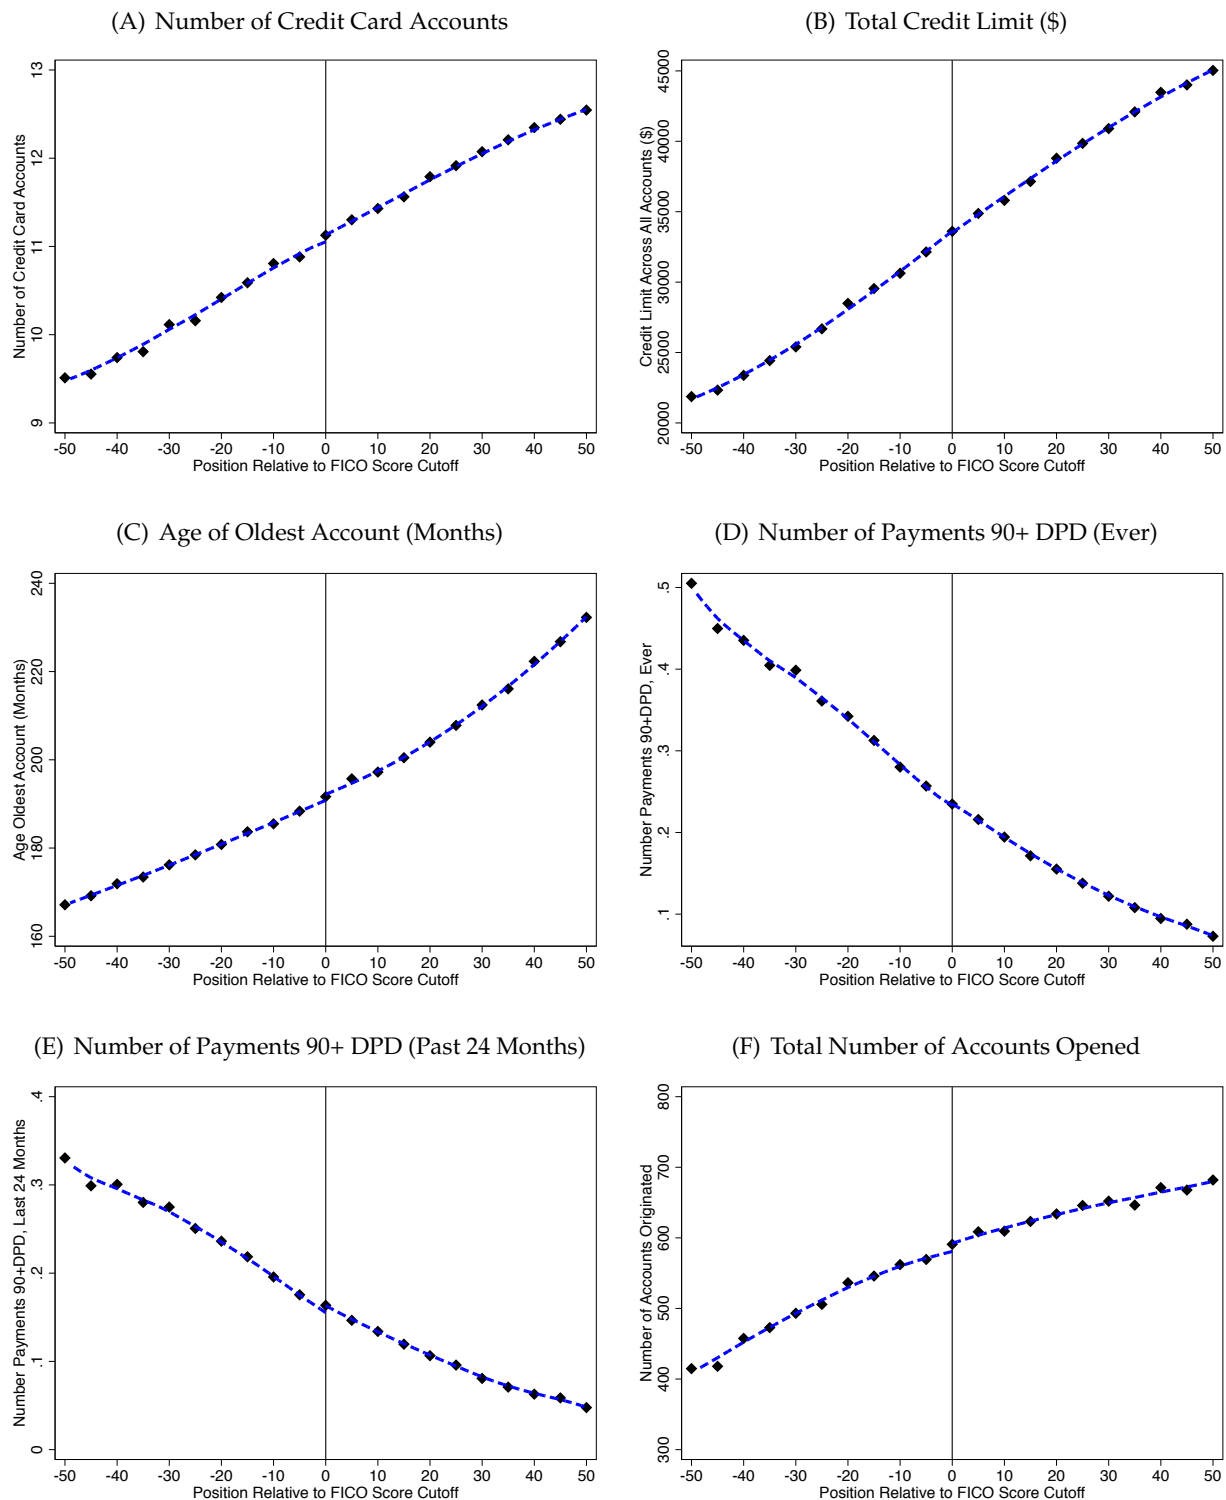 (A) Number of Credit Card Accounts
Number of Credit Card Accounts
13
12
11
10
9
-50 -40 -30 -20 -10 0 10 20 30 40 50
Position Relative to FICO Score Cutoff
(B) Total Credit Limit ($)
Credit Limit Across All Accounts ($)
45000
40000
35000
30000
25000
20000
-50 -40 -30 -20 -10 0 10 20 30 40 50
Position Relative to FICO Score Cutoff
(C) Age of Oldest Account (Months)
Age Oldest Account (Months)
240
220
200
180
160
-50 -40 -30 -20 -10 0 10 20 30 40 50
Position Relative to FICO Score Cutoff
(D) Number of Payments 90+ DPD (Ever)
Number Payments 90+DPD, Ever
.5
.4
.3
.2
.1
-50 -40 -30 -20 -10 0 10 20 30 40 50
Position Relative to FICO Score Cutoff
(E) Number of Payments 90+ DPD (Past 24 Months)
Number Payments 90+DPD, Last 24 Months
.4
.3
.2
.1
0
-50 -40 -30 -20 -10 0 10 20 30 40 50
Position Relative to FICO Score Cutoff
(F) Total Number of Accounts Opened
Number of Accounts Originated
800
700
600
500
400
300
-50 -40 -30 -20 -10 0 10 20 30 40 50
Position Relative to FICO Score Cutoff